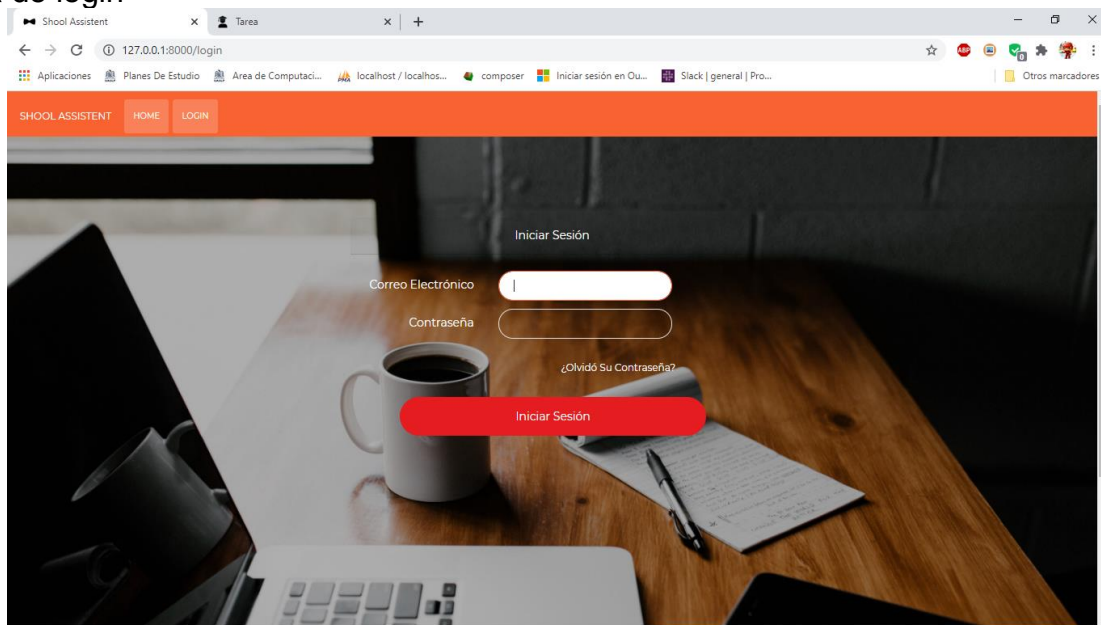 de login
Shool Assistent
Tarea
127.0.0.1:8000/login
Aplicaciones Planes De Estudio Area de Computaci... localhost / localhos... composer Iniciar sesión en Ou... Slack | general | Pro... Otros marcadores
SHOOL ASSISTENT HOME LOGIN
Iniciar Sesión
Correo Electrónico
Contraseña
¿Olvidó Su Contraseña?
Iniciar Sesión